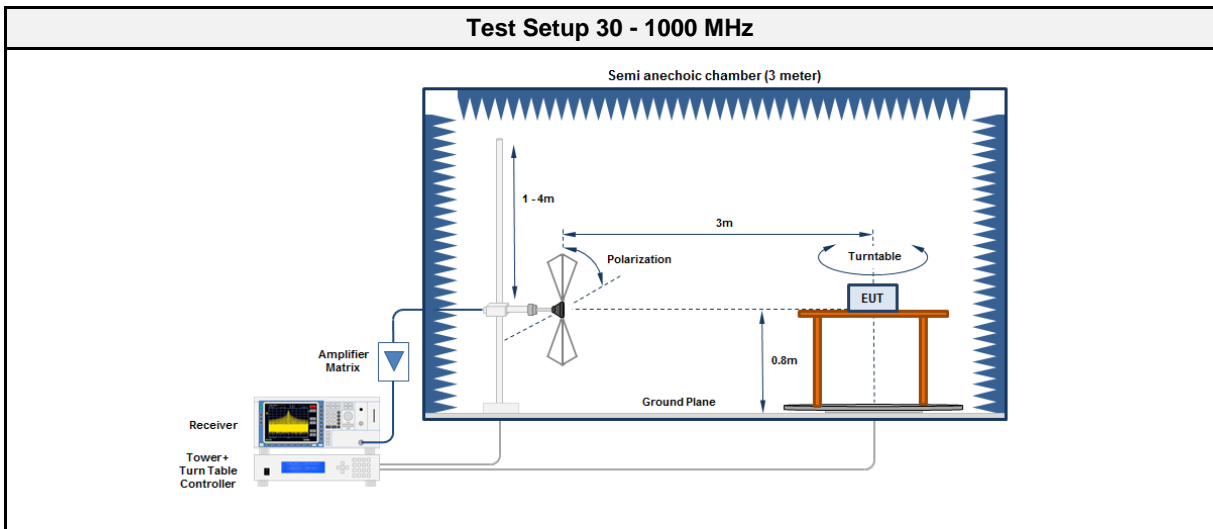 Test Setup 30 - 1000 MHz
Semi anechoic chamber (3 meter)
1 - 4m
3m
Polarization
Turntable
EUT
Amplifier
Matrix
0.8m
Ground Plane
Receiver
Tower+
Turn Table
Controller